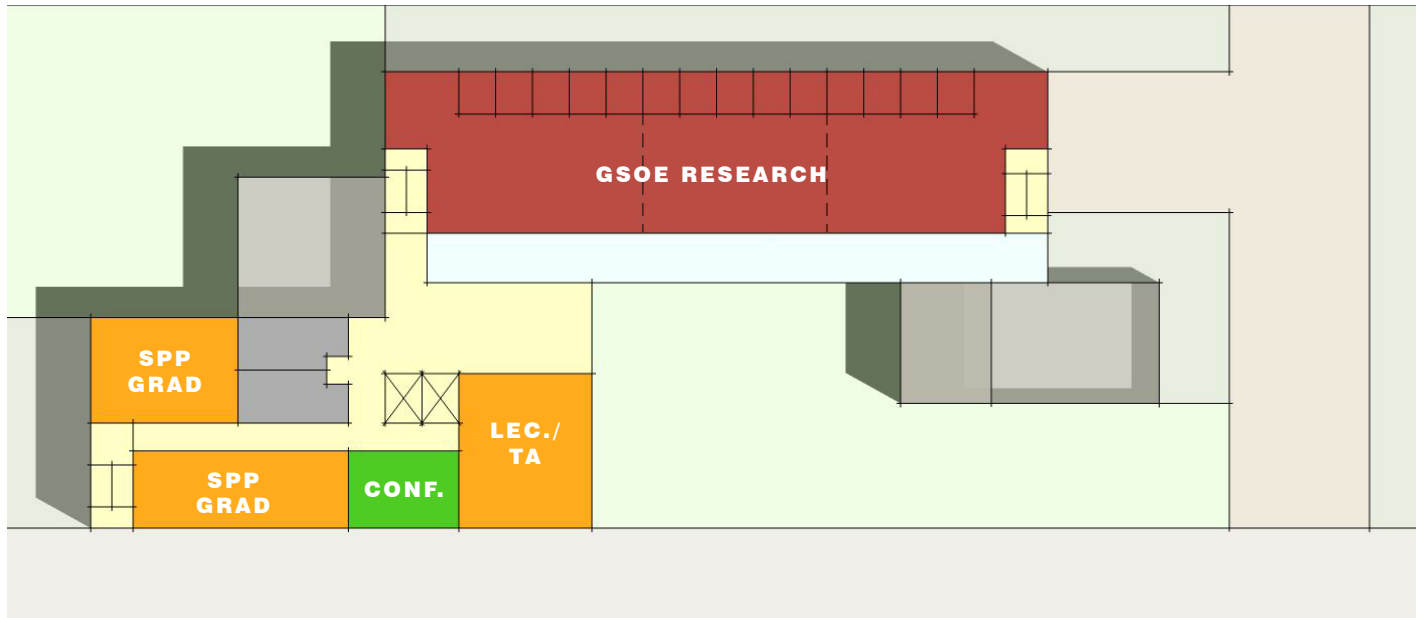 GSOE RESEARCH
SPP
GRAD
LEC./
TA
SPP
GRAD
CONF.